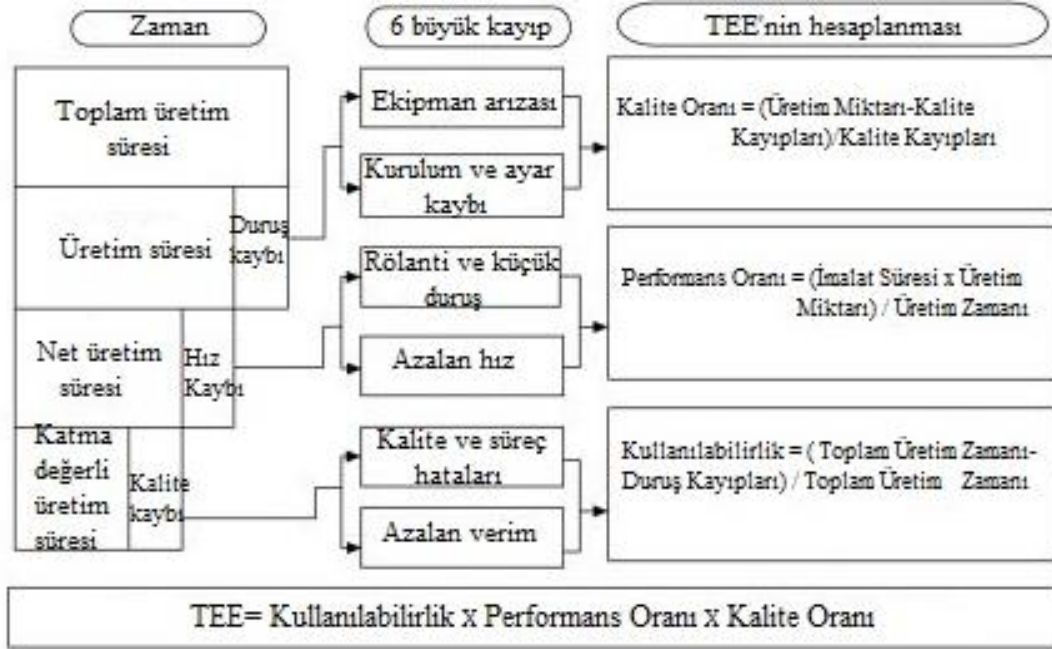 Zaman
6 büyük kayıp
TEE'nin hesaplanması
Toplam üretim
süresi
Üretim süresi
Duruş
kaybı
Net üretim
süresi
Hız
Kaybı
Katma
değerli
üretim
süresi
Kalite
kaybı
Ekipman arızası
Kurulum ve ayar
kaybı
Rölanti ve küçük
duruş
Azalan hız
Kalite ve süreç
hataları
Azalan verim
Kalite Oranı = (Üretim Miktarı-Kalite
Kayıpları)/Kalite Kayıpları
Performans Oranı = (İmalat Süresi x Üretim
Miktarı) / Üretim Zamanı
Kullanılabilirlik = ( Toplam Üretim Zamanı-
Duruş Kayıpları) / Toplam Üretim Zamanı
TEE= Kullanılabilirlik X Performans Oranı X Kalite Oranı